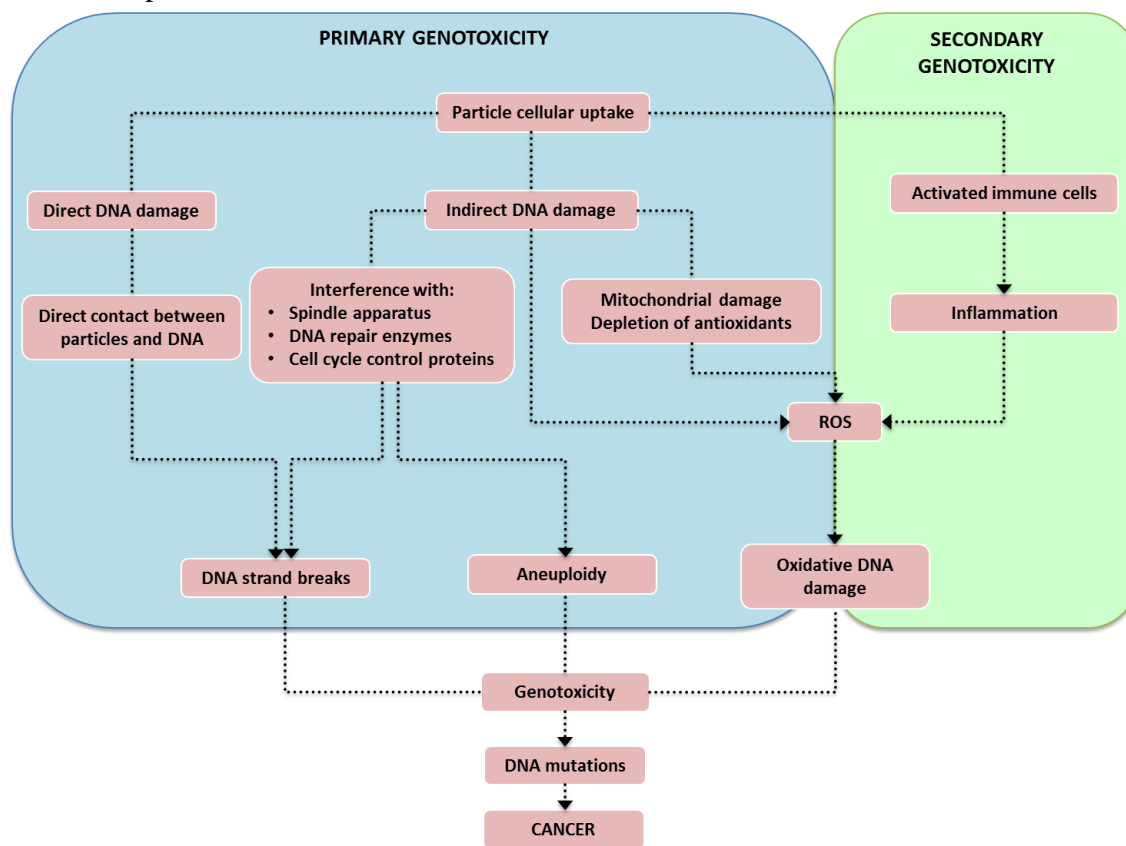 PRIMARY GENOTOXICITY
SECONDARY
GENOTOXICITY
Particle cellular uptake
Direct DNA damage
Indirect DNA damage
Activated immune cells
Direct contact between
particles and DNA
Interference with:
• Spindle apparatus
• DNA repair enzymes
• Cell cycle control proteins
Mitochondrial damage
Depletion of antioxidants
Inflammation
ROS
DNA strand breaks
Aneuploidy
Oxidative DNA
damage
Genotoxicity
DNA mutations
CANCER